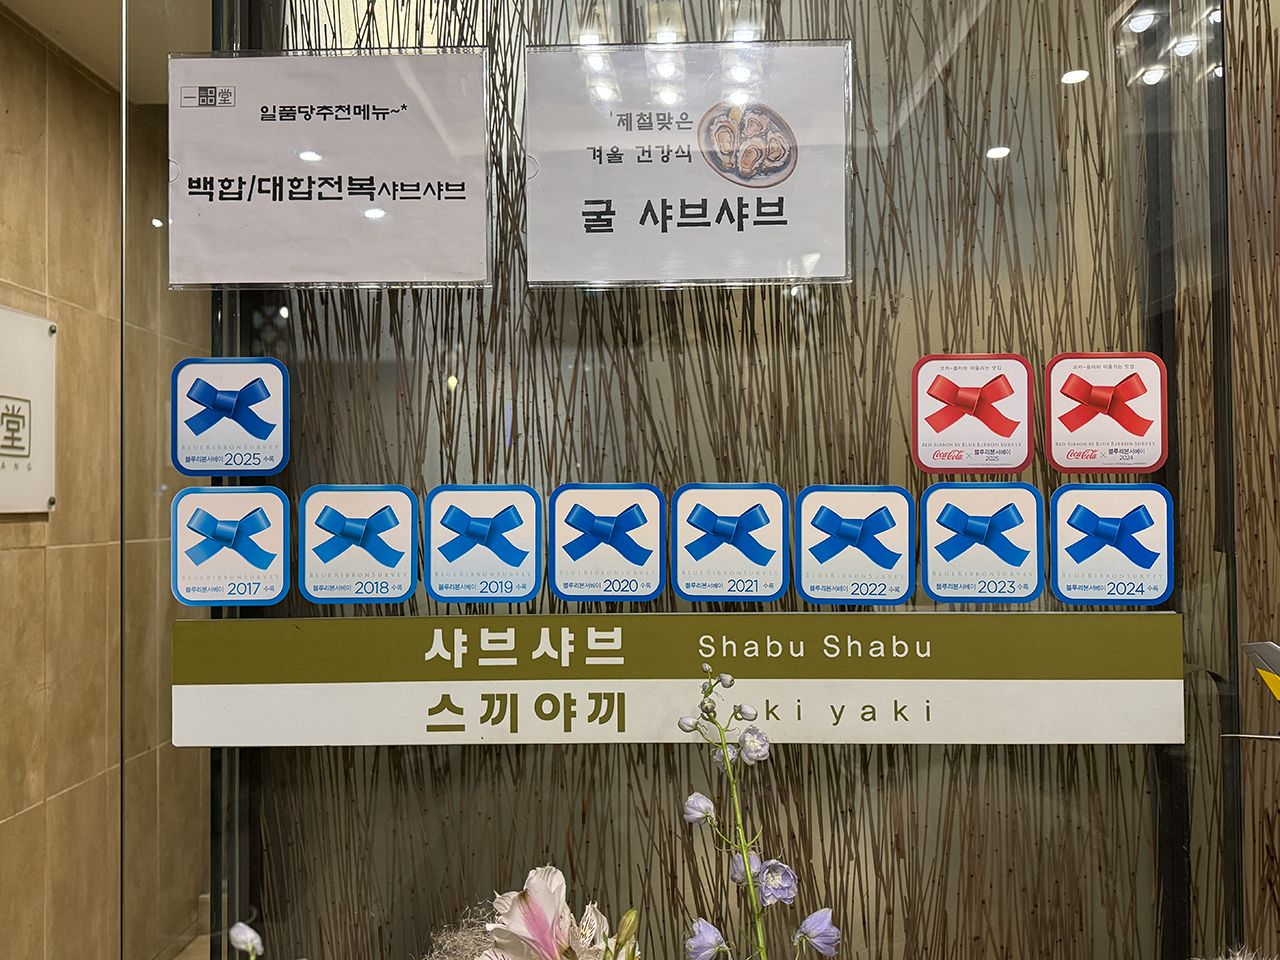 一品堂
일품당추천메뉴~*
백합/대합전복샤브샤브
'제철맞은
겨울 건강식
굴 샤브샤브
堂
ANG
BLUE RIBBON SURVEY
블루리본서베이 2025 수록
코카-콜라와 어울리는 맛집
RED RIBBON BY BLUE RIBBON SURVEY
Coca-Cola × 블루리본서베이
2025
코카-콜라와 어울리는 맛집
RED RIBBON BY BLUE RIBBON SURVEY
Coca-Cola × 블루리본서베이
2024
BLUE RIBBON SURVEY
블루리본서베이 2017 수록
BLUE RIBBON SURVEY
블루리본서베이 2018 수록
BLUE RIBBON SURVEY
블루리본서베이 2019 수록
BLUE RIBBON SURVEY
블루리본서베이 2020 수록
BLUE RIBBON SURVEY
블루리본서베이 2021 수록
BLUE RIBBON SURVEY
블루리본서베이 2022 수록
BLUE RIBBON SURVEY
블루리본서베이 2023 수록
BLUE RIBBON SURVEY
블루리본서베이 2024 수록
샤브샤브 Shabu Shabu
스끼야끼 uki yaki